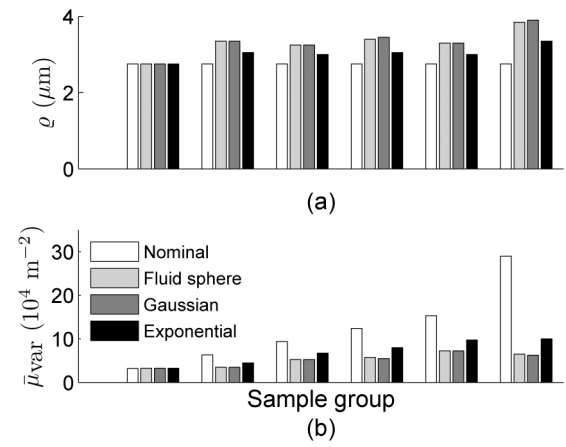 4
2
0
ϱ (μm)
(a)
30
20
10
0
μ̄var (10⁴ m⁻²)
Nominal
Fluid sphere
Gaussian
Exponential
Sample group
(b)